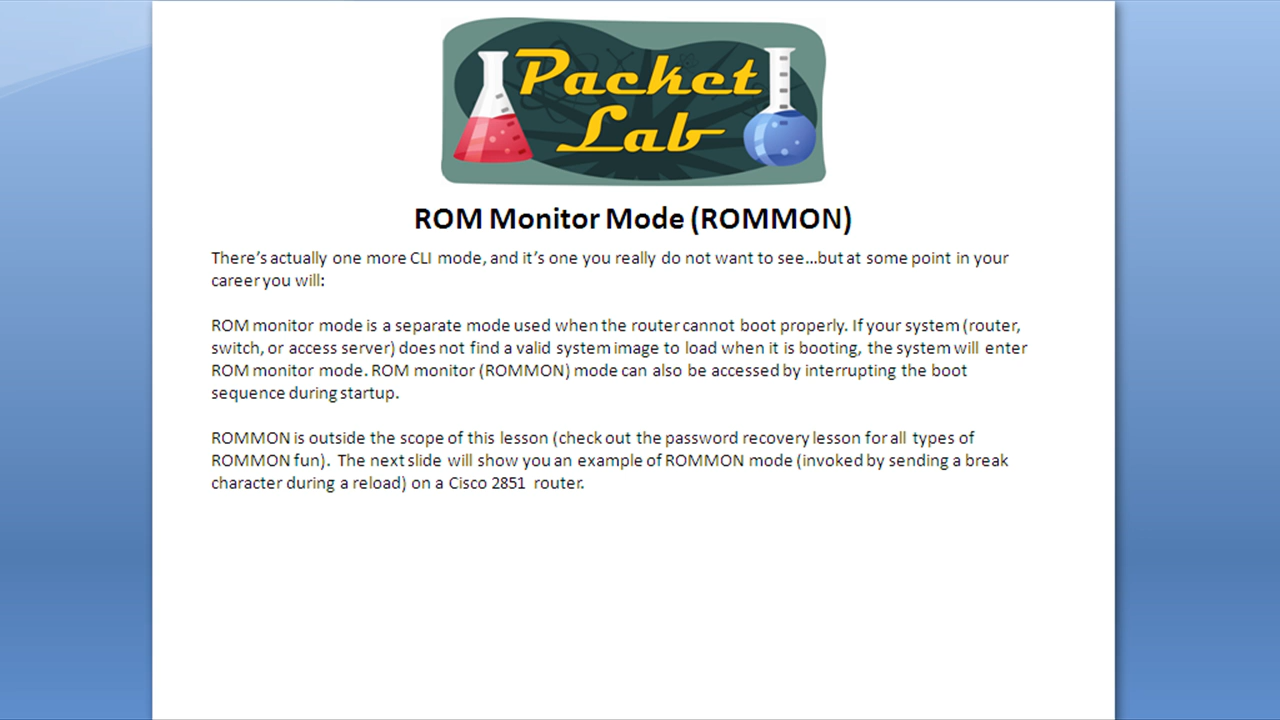 Packet
Lab
ROM Monitor Mode (ROMMON)
There's actually one more CLI mode, and it's one you really do not want to see...but at some point in your
career you will:
ROM monitor mode is a separate mode used when the router cannot boot properly. If your system (router,
switch, or access server) does not find a valid system image to load when it is booting, the system will enter
ROM monitor mode. ROM monitor (ROMMON) mode can also be accessed by interrupting the boot
sequence during startup.
ROMMON is outside the scope of this lesson (check out the password recovery lesson for all types of
ROMMON fun). The next slide will show you an example of ROMMON mode (invoked by sending a break
character during a reload) on a Cisco 2851 router.